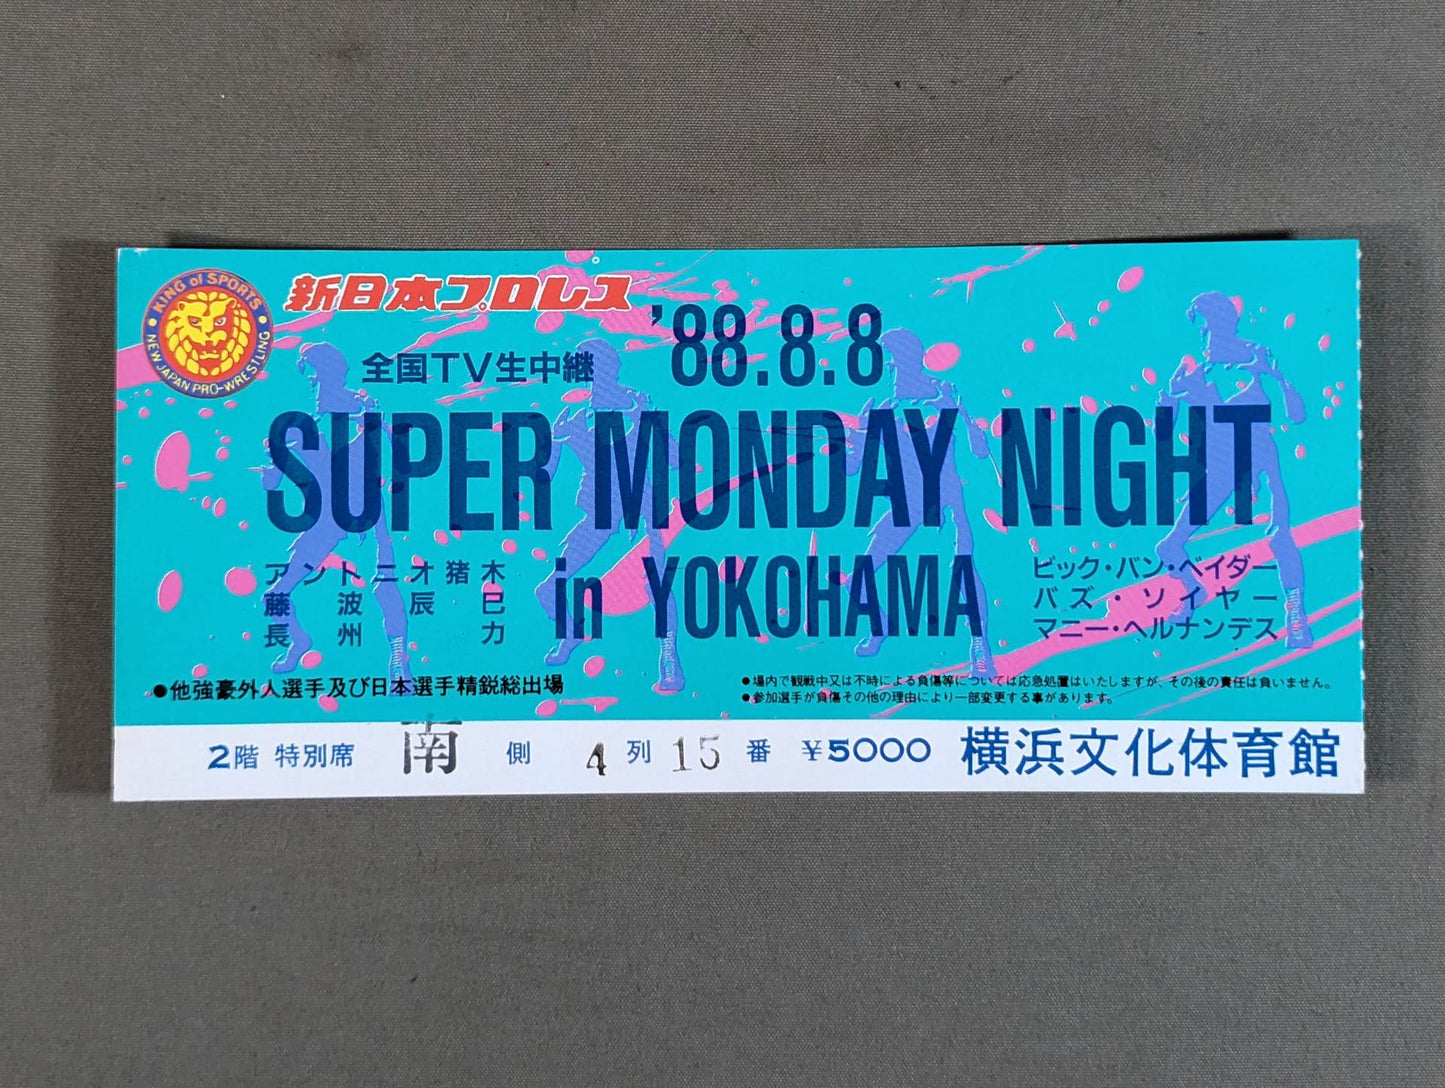 KING of SPORTS
NEW JAPAN PRO-WRESTLING
新日本プロレス
'88.8.8
全国TV生中継
SUPER MONDAY NIGHT
in YOKOHAMA
アントニオ猪木
藤波辰巳
長州力
ビック・バン・ベイダー
バズ・ソイヤー
マニー・ヘルナンデス
●他強豪外人選手及び日本選手精鋭総出場
●場内で観戦中又は不時による負傷等については応急処置はいたしますが、その後の責任は負いません。
●参加選手が負傷その他の理由により一部変更する事があります。
2階 特別席 南 側 4 列 15 番 ¥5000 横浜文化体育館